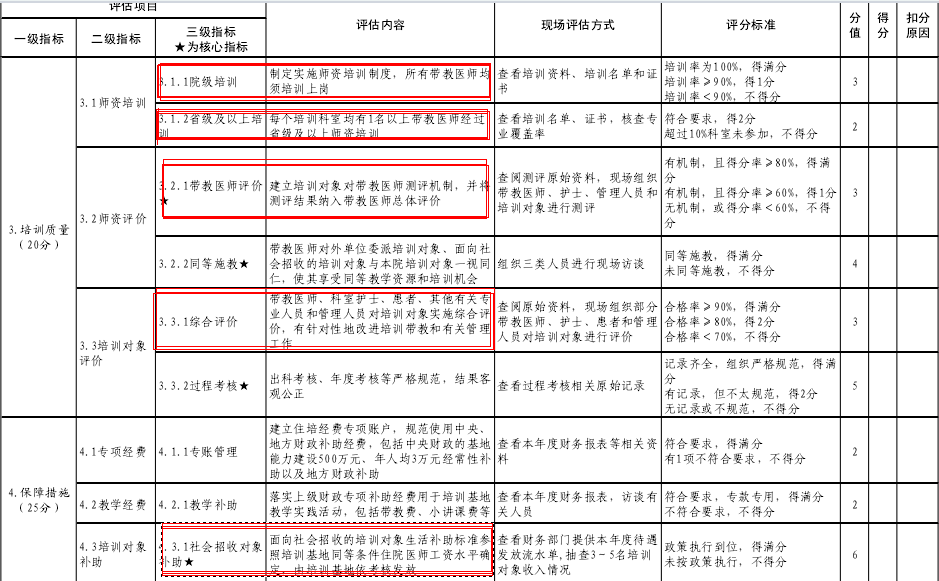 评估项目
评估内容
现场评估方式
评分标准
分值
得分
扣分原因
一级指标
二级指标
三级指标
★为核心指标
3.培训质量
（20分）
3.1师资培训
3.1.1院级培训
制定实施师资培训制度，所有带教医师均
须培训上岗
查看培训资料、培训名单和证
书
培训率为100%，得满分
培训率≥90%，得1分
培训率<90%，不得分
3
3.1.2省级及以上培
训
每个培训科室均有1名以上带教医师经过
省级及以上师资培训
查看培训名单、证书，核查专
业覆盖率
符合要求，得2分
超过10%科室未参加，不得分
2
3.2师资评价
3.2.1带教医师评价
★
建立培训对象对带教医师测评机制，并将
测评结果纳入带教医师总体评价
查阅测评原始资料，现场组织
带教医师、护士、管理人员和
培训对象进行测评
有机制，且得分率≥80%，得满
分
有机制，且得分率≥60%，得1分
无机制，或得分率<60%，不得
分
3
3.2.2同等施教★
带教医师对外单位委派培训对象、面向社
会招收的培训对象与本院培训对象一视同
仁，使其享受同等教学资源和培训机会
组织三类人员进行现场访谈
同等施教，得满分
未同等施教，不得分
4
3.3培训对象
评价
3.3.1综合评价
带教医师、科室护士、患者、其他有关专
业人员和管理人员对培训对象实施综合评
价，有针对性地改进培训带教和有关管理
工作
查阅原始资料，现场组织部分
带教医师、护士、患者和管理
人员对培训对象进行评价
合格率≥90%，得满分
合格率≥80%，得2分
合格率<70%，不得分
3
3.3.2过程考核★
出科考核、年度考核等严格规范，结果客
观公正
查看过程考核相关原始记录
记录齐全，组织严格规范，得满
分
有记录，但不太规范，得2分
无记录或不规范，不得分
5
4.保障措施
（25分）
4.1专项经费
4.1.1专账管理
建立住培经费专项账户，规范使用中央、
地方财政补助经费，包括中央财政的基地
能力建设500万元、年人均3万元经常性补
助以及地方财政补助
查看本年度财务报表等相关资
料
符合要求，得满分
有1项不符合要求，不得分
2
4.2教学经费
4.2.1教学补助
落实上级财政专项补助经费用于培训基地
教学实践活动，包括带教费、小讲课费等
查看本年度财务报表，访谈有
关人员
符合要求，专款专用，得满分
不符合要求，不得分
2
4.3培训对象
补助
4.3.1社会招收对象
补助★
面向社会招收的培训对象生活补助标准参
照培训基地同等条件住院医师工资水平确
定，由培训基地依考核发放
查看财务部门提供本年度待遇
发放流水单,抽查3-5名培训
对象收入情况
政策执行到位，得满分
未按政策执行，不得分
6